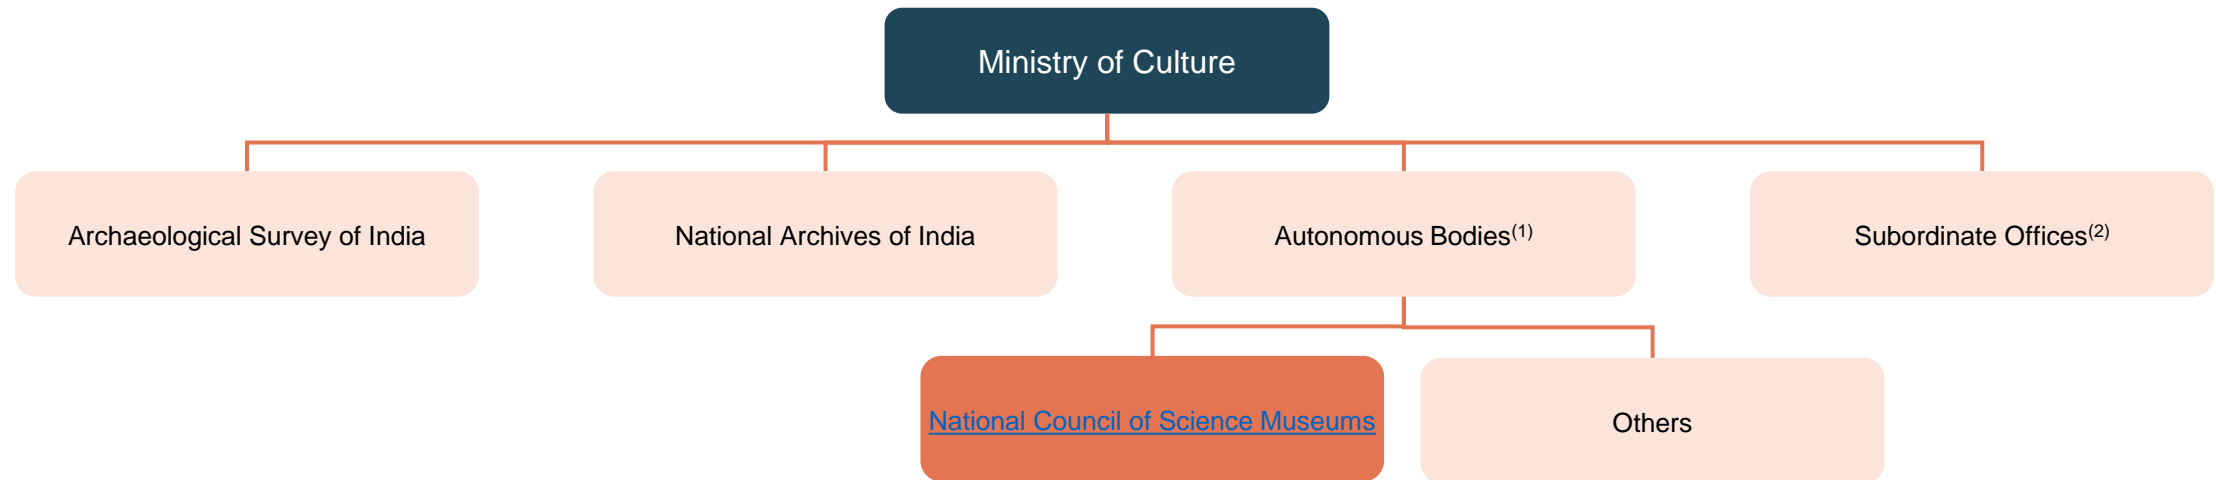 Ministry of Culture
Archaeological Survey of India
National Archives of India
Autonomous Bodies(1)
Subordinate Offices(2)
National Council of Science Museums
Others